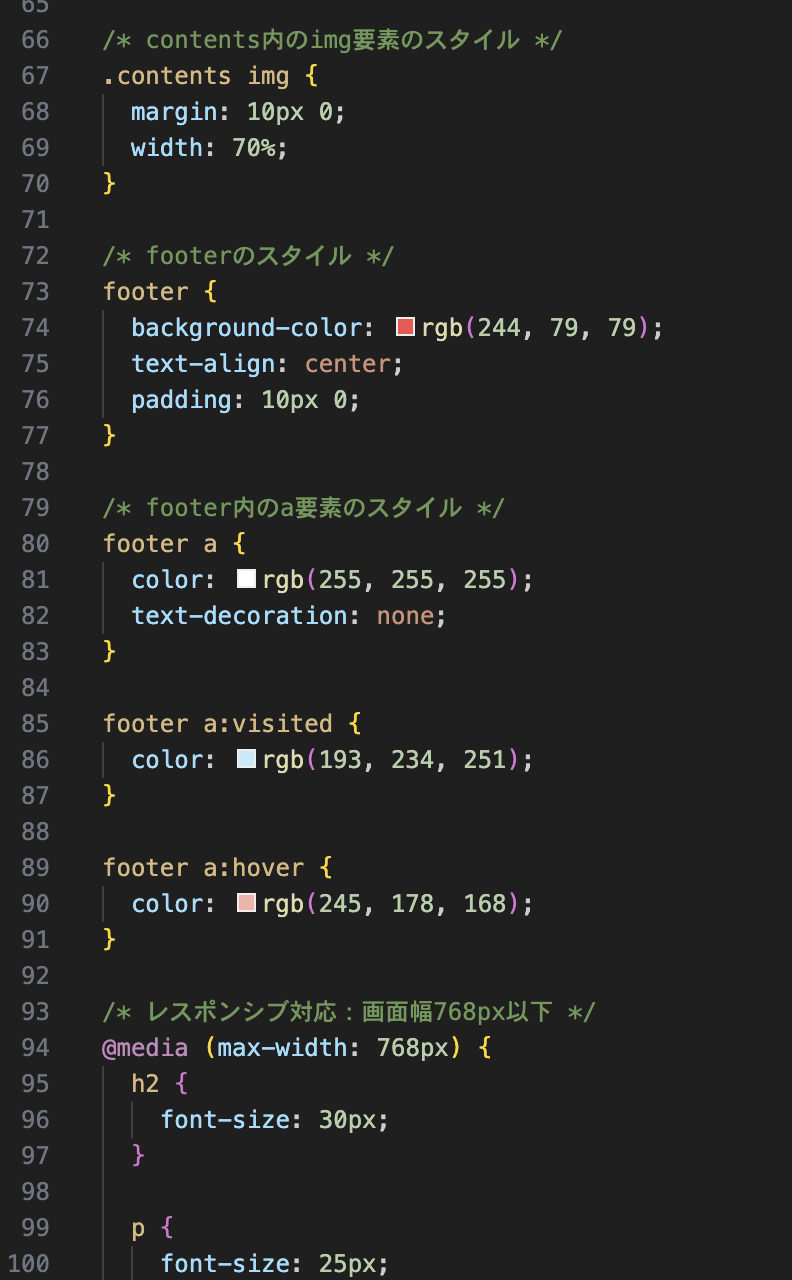 65
66 /* contents内のimg要素のスタイル */
67 .contents img {
68   margin: 10px 0;
69   width: 70%;
70 }
71
72 /* footerのスタイル */
73 footer {
74   background-color: rgb(244, 79, 79);
75   text-align: center;
76   padding: 10px 0;
77 }
78
79 /* footer内のa要素のスタイル */
80 footer a {
81   color: rgb(255, 255, 255);
82   text-decoration: none;
83 }
84
85 footer a:visited {
86   color: rgb(193, 234, 251);
87 }
88
89 footer a:hover {
90   color: rgb(245, 178, 168);
91 }
92
93 /* レスポンシブ対応：画面幅768px以下 */
94 @media (max-width: 768px) {
95   h2 {
96     font-size: 30px;
97   }
98
99   p {
100     font-size: 25px;